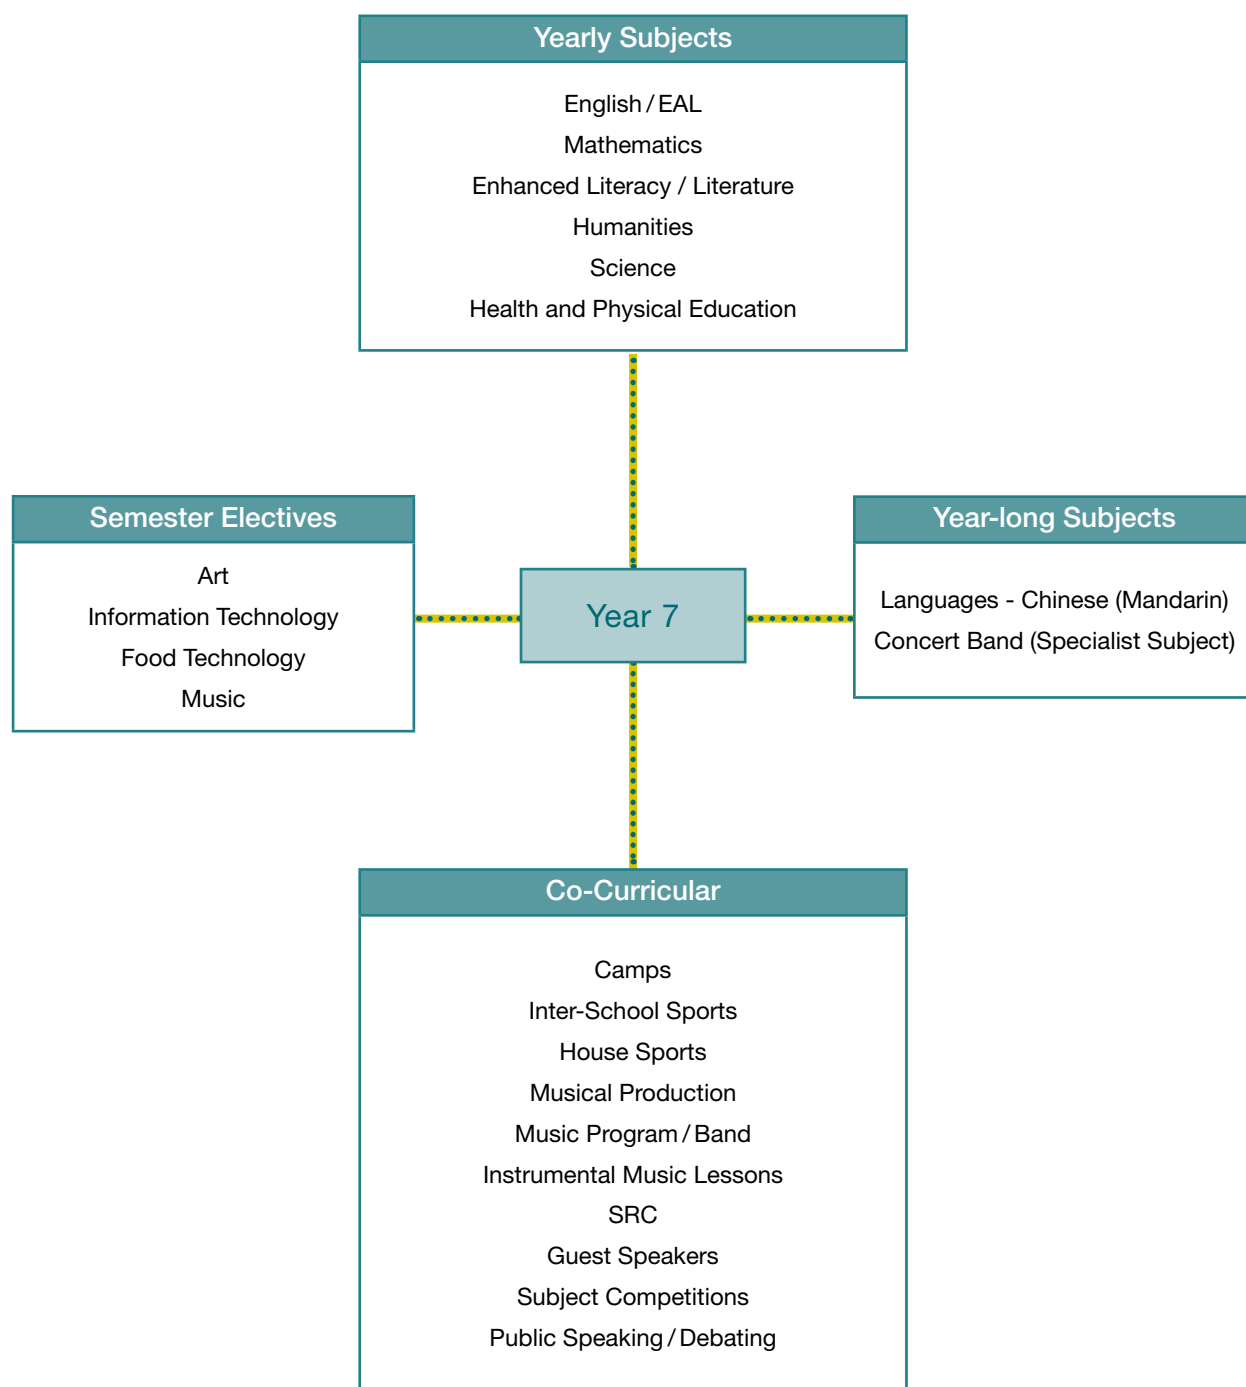 Yearly Subjects
English / EAL
Mathematics
Enhanced Literacy / Literature
Humanities
Science
Health and Physical Education
Semester Electives
Art
Information Technology
Food Technology
Music
Year 7
Year-long Subjects
Languages - Chinese (Mandarin)
Concert Band (Specialist Subject)
Co-Curricular
Camps
Inter-School Sports
House Sports
Musical Production
Music Program / Band
Instrumental Music Lessons
SRC
Guest Speakers
Subject Competitions
Public Speaking / Debating